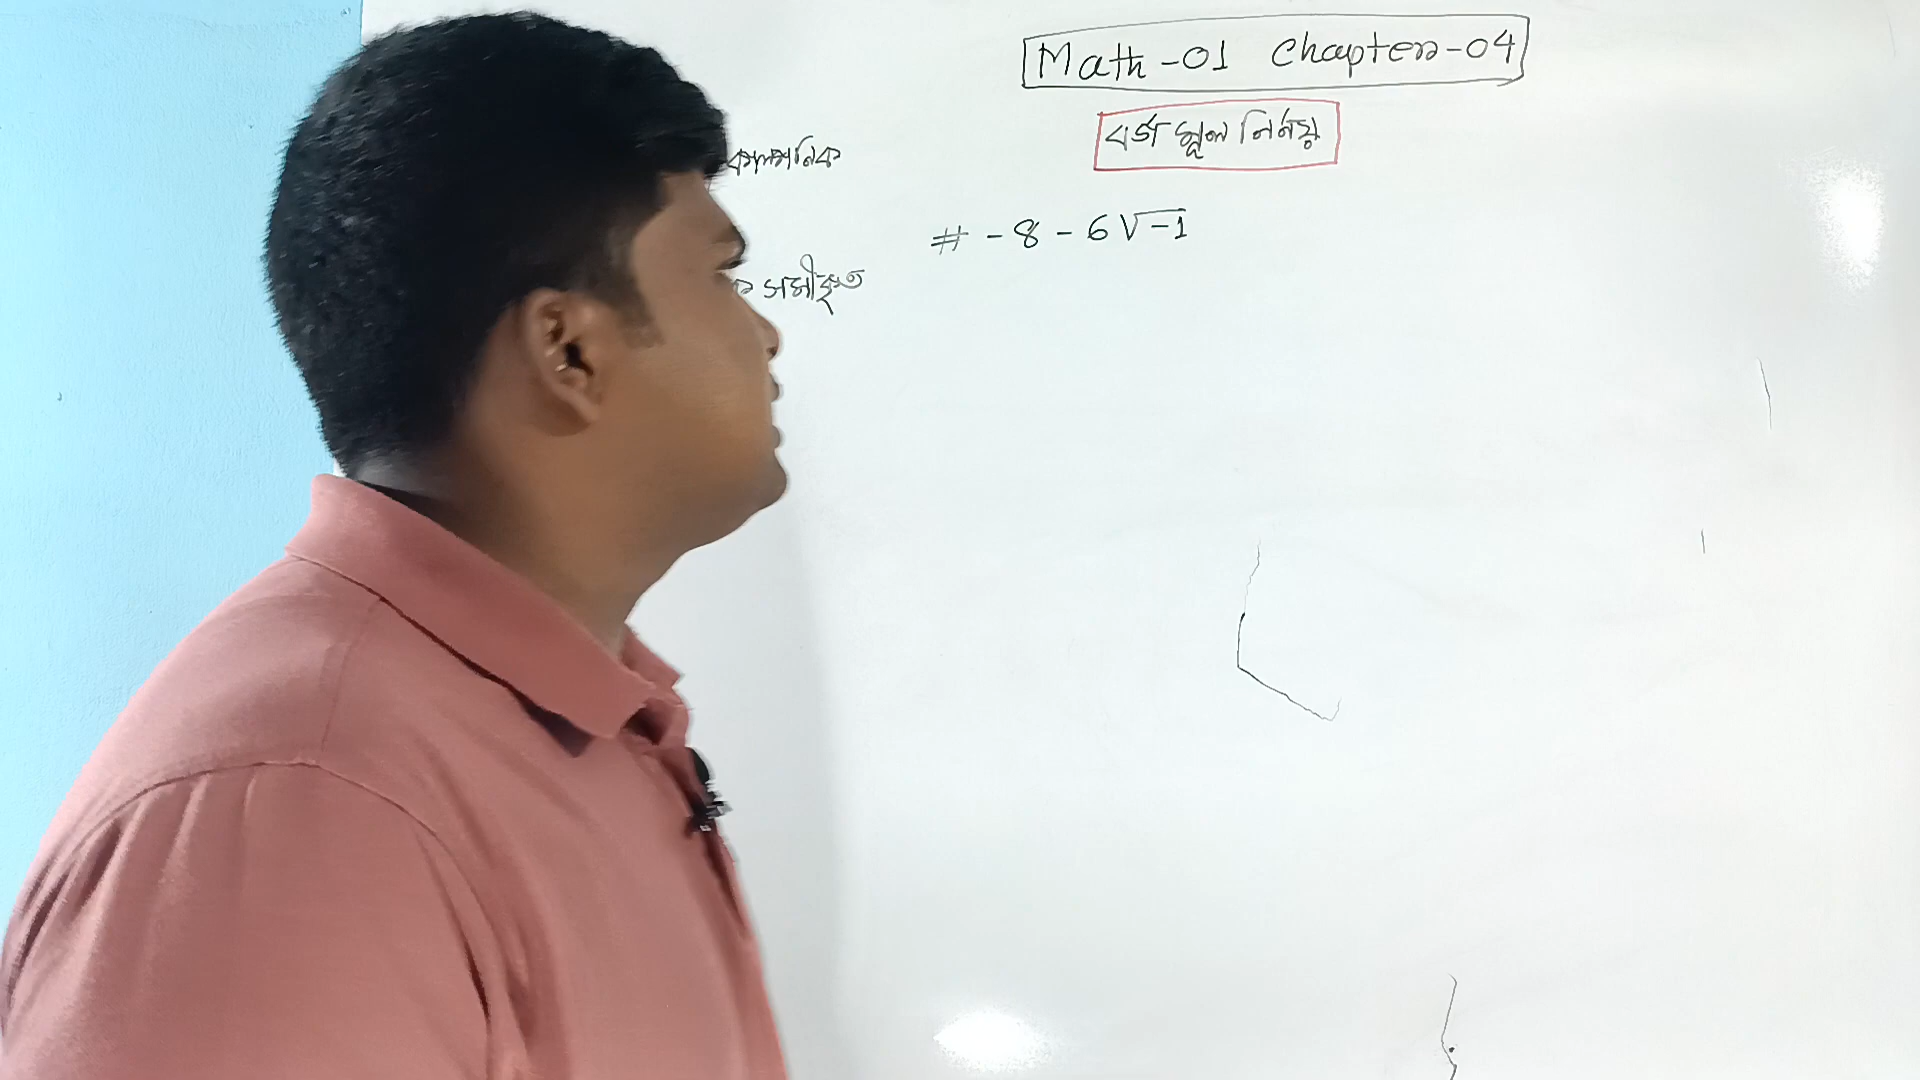 Math-01 Chapter-04
বর্গমূল নির্ণয়
কাল্পনিক
# -8-6√-1
সমীকৃত